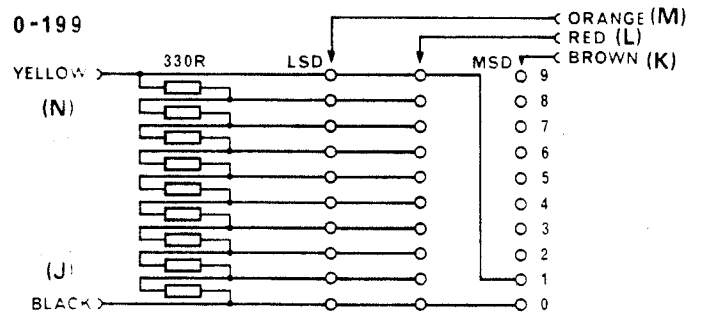 0-199
ORANGE (M)
RED (L)
BROWN (K)
330R
LSD
MSD
YELLOW
(N)
9
8
7
6
5
4
3
2
1
0
(J)
BLACK